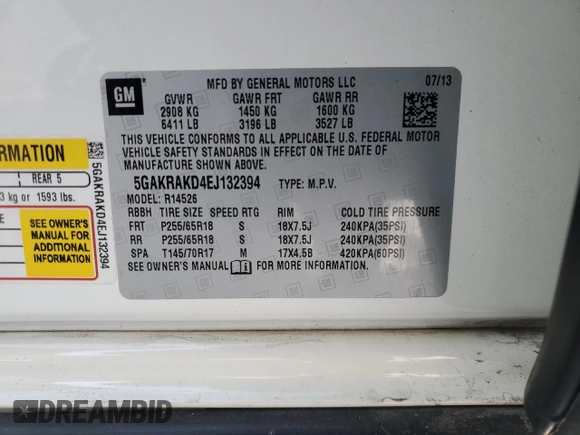 GM
MFD BY GENERAL MOTORS LLC 07/13
GVWR GAWR FRT GAWR RR
2908 KG 1450 KG 1600 KG
6411 LB 3196 LB 3527 LB
THIS VEHICLE CONFORMS TO ALL APPLICABLE U.S. FEDERAL MOTOR
VEHICLE SAFETY STANDARDS IN EFFECT ON THE DATE OF
MANUFACTURE SHOWN ABOVE.
5GAKRAKD4EJ132394 TYPE: M.P.V.
MODEL: R14526
RBBH TIRE SIZE SPEED RTG RIM COLD TIRE PRESSURE
FRT P255/65R18 S 18X7.5J 240KPA(35PSI)
RR P255/65R18 S 18X7.5J 240KPA(35PSI)
SPA T145/70R17 M 17X4.5B 420KPA(60PSI)
SEE OWNER'S MANUAL FOR MORE INFORMATION.
ORMATION
REAR 5
3 kg or 1593 lbs.
SEE OWNER'S
MANUAL FOR
ADDITIONAL
INFORMATION
5GAKRAKD4EJ132394
DREAMBID